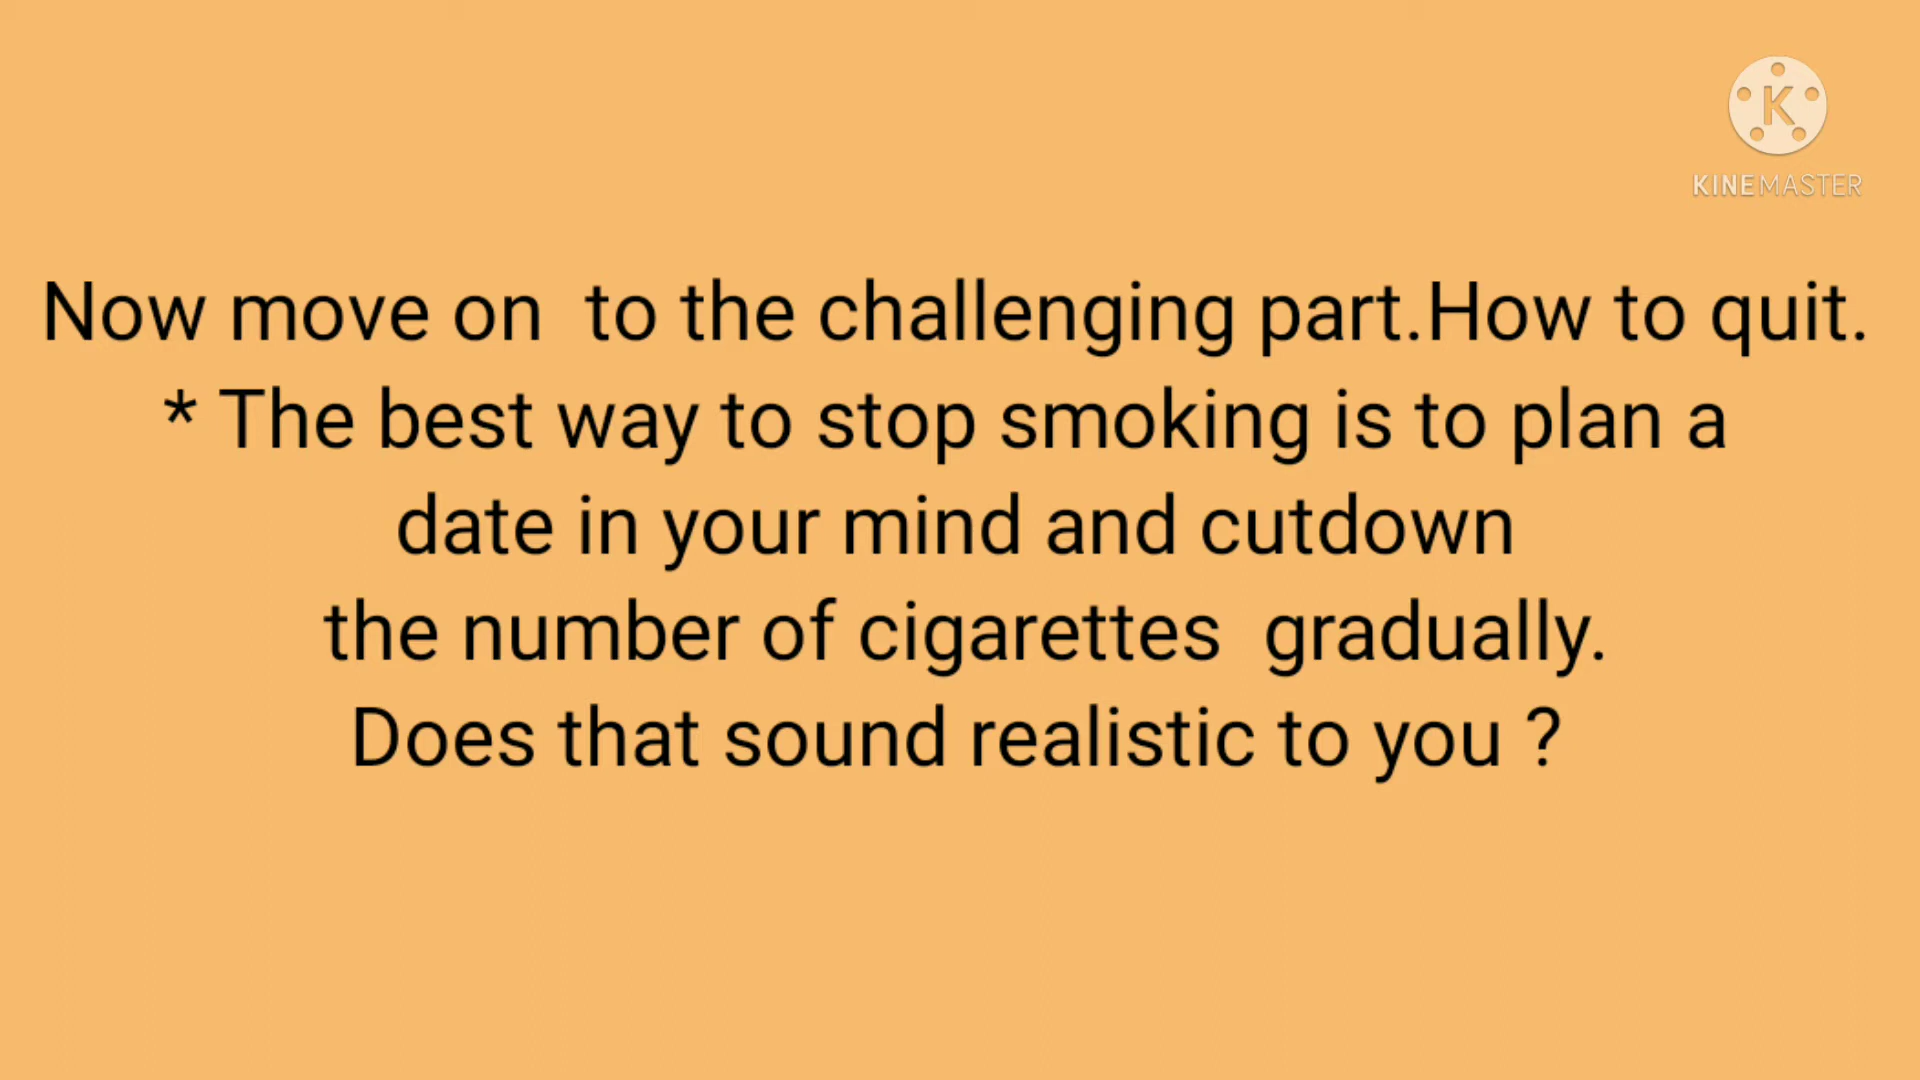 K
KINEMASTER
Now move on  to the challenging part.How to quit.
* The best way to stop smoking is to plan a
date in your mind and cutdown
the number of cigarettes  gradually.
Does that sound realistic to you ?